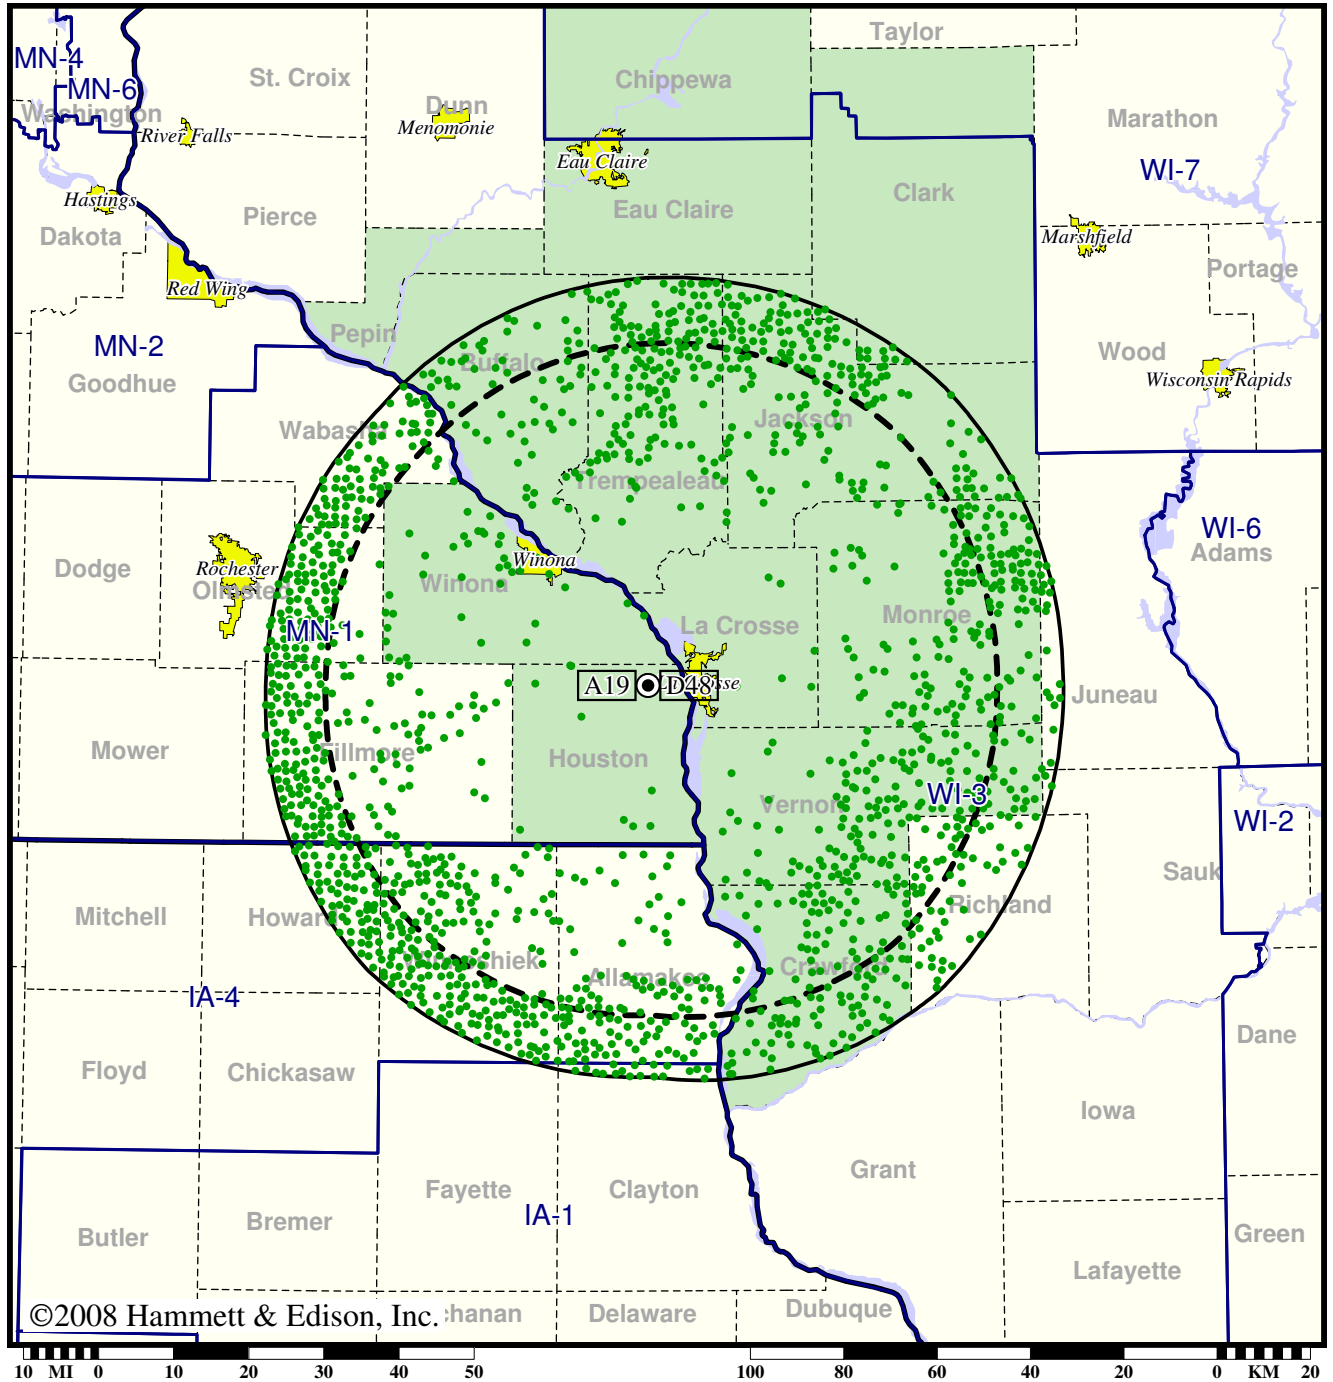 Taylor
MN-4
St. Croix
Chippewa
MN-6
Dunn
Washington
Menomonie
Marathon
River Falls
Eau Claire
WI-7
Clark
Hastings
Pierce
Eau Claire
Dakota
Marshfield
Portage
Red Wing
Pepin
MN-2
Buffalo
Wood
Goodhue
Wisconsin Rapids
Wabasha
Jackson
Trempealeau
WI-6
Adams
Winona
Dodge
Rochester
Olmsted
Winona
Monroe
MN-1
La Crosse
A19
D48
Juneau
Mower
Fillmore
Houston
WI-3
Vernon
WI-2
Sauk
Mitchell
Howard
Richland
Winneshiek
Allamakee
Crawford
IA-4
Dane
Floyd
Chickasaw
Iowa
Grant
Fayette
Clayton
IA-1
Bremer
Butler
Green
Lafayette
©2008 Hammett & Edison, Inc.
Delaware
Dubuque
10 MI 0 10 20 30 40 50 100 80 60 40 20 0 KM 20